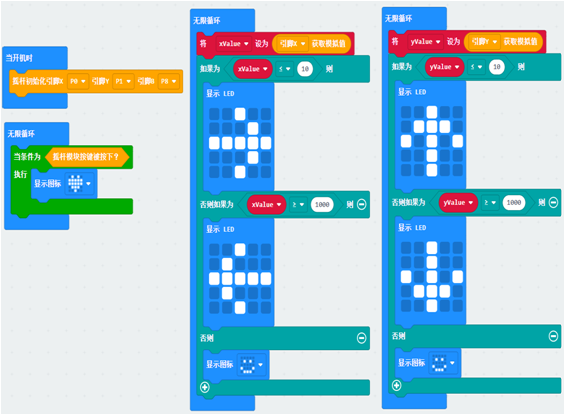 当开机时
摇杆初始化引脚X P0 引脚Y P1 引脚B P8
无限循环
当条件为 摇杆模块按键被按下?
执行 显示图标
无限循环
将 xValue 设为 引脚X 获取模拟值
如果为 xValue ≤ 10 则
显示 LED
否则如果为 xValue ≥ 1000 则
显示 LED
否则
显示图标
无限循环
将 yValue 设为 引脚Y 获取模拟值
如果为 yValue ≤ 10 则
显示 LED
否则如果为 yValue ≥ 1000 则
显示 LED
否则
显示图标